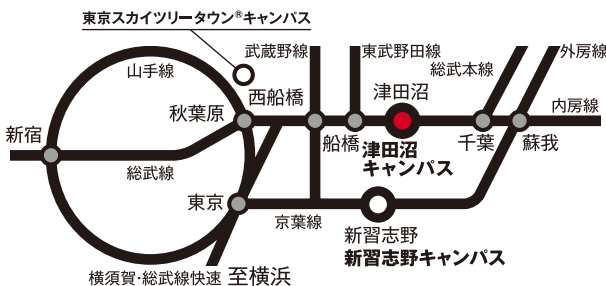 東京スカイツリータウン®キャンパス
武蔵野線
東武野田線
外房線
山手線
総武本線
西船橋
津田沼
秋葉原
内房線
新宿
船橋
津田沼
キャンパス
千葉
蘇我
総武線
東京
京葉線
新習志野
新習志野キャンパス
横須賀・総武線快速
至横浜